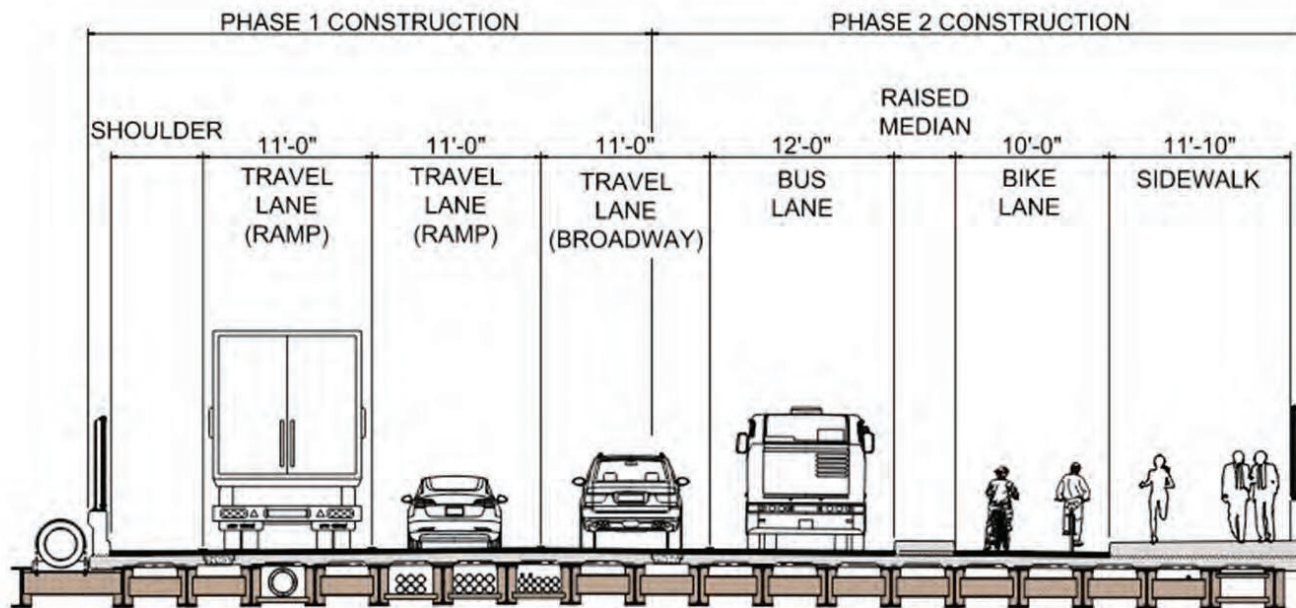 PHASE 1 CONSTRUCTION
PHASE 2 CONSTRUCTION
SHOULDER
RAISED
MEDIAN
11'-0"
11'-0"
11'-0"
12'-0"
10'-0"
11'-10"
TRAVEL
LANE
(RAMP)
TRAVEL
LANE
(RAMP)
TRAVEL
LANE
(BROADWAY)
BUS
LANE
BIKE
LANE
SIDEWALK